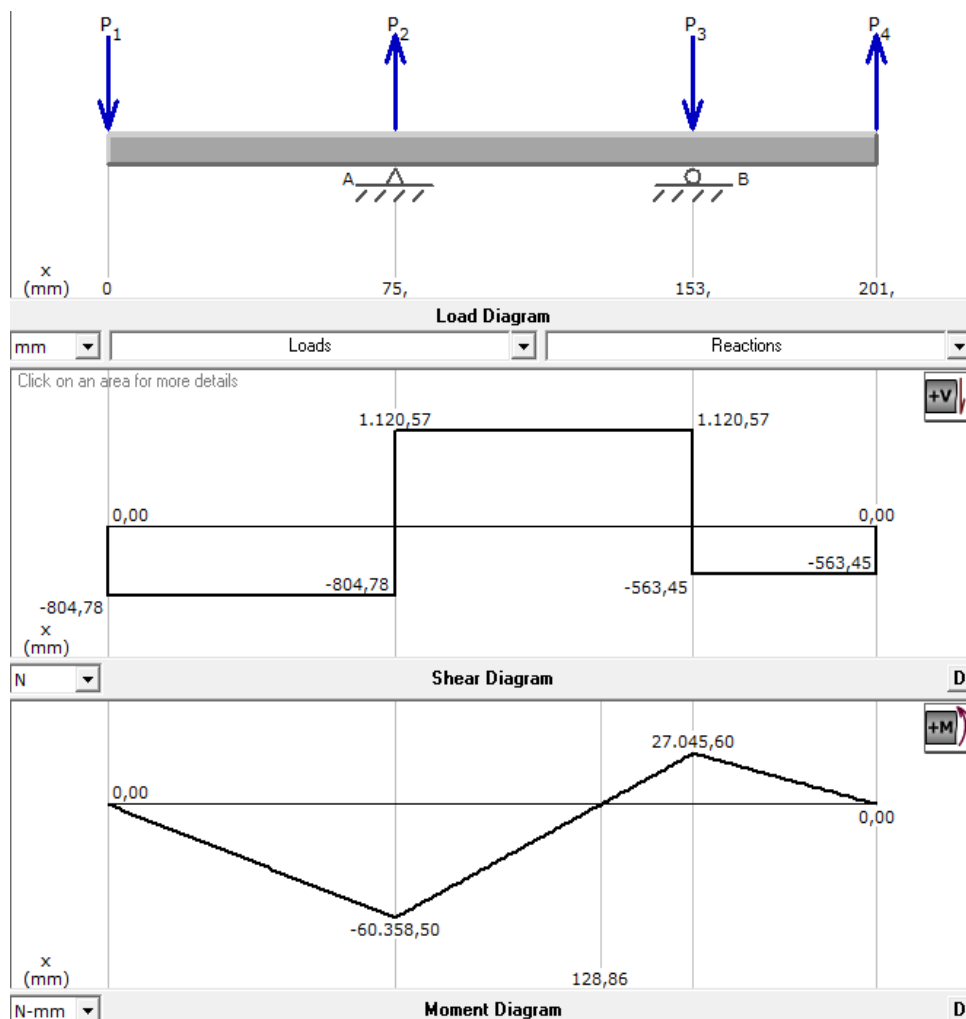 P1 P2 P3 P4
A B
x
(mm) 0 75, 153, 201,
Load Diagram
mm Loads Reactions
Click on an area for more details
+V
1.120,57 1.120,57
0,00 0,00
-804,78 -563,45 -563,45
-804,78
x
(mm)
N Shear Diagram D
+M
27.045,60
0,00
0,00
-60.358,50
x
(mm) 128,86
N-mm Moment Diagram D